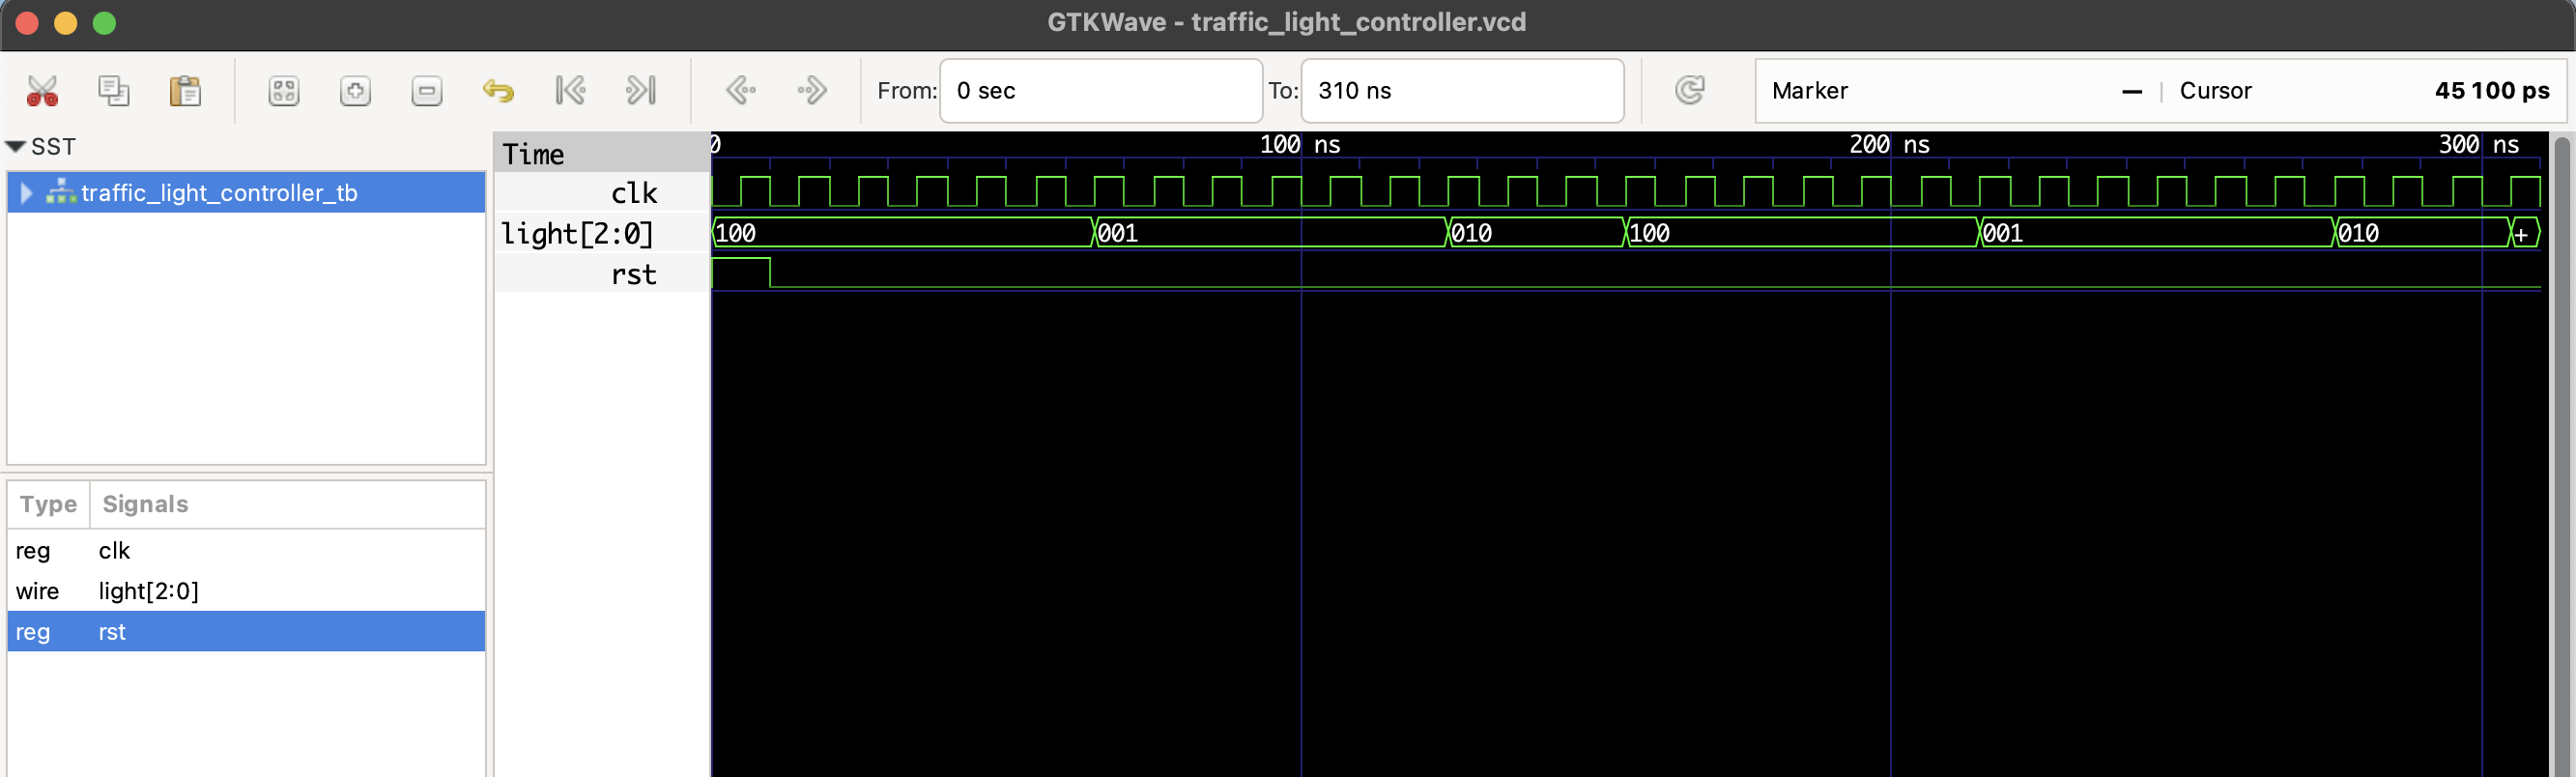 GTKWave - traffic_light_controller.vcd
From: 0 sec To: 310 ns Marker — | Cursor 45 100 ps
SST
traffic_light_controller_tb
Type Signals
reg clk
wire light[2:0]
reg rst
Time 0 100 ns 200 ns 300 ns
clk
light[2:0] 100 001 010 100 001 010 +
rst